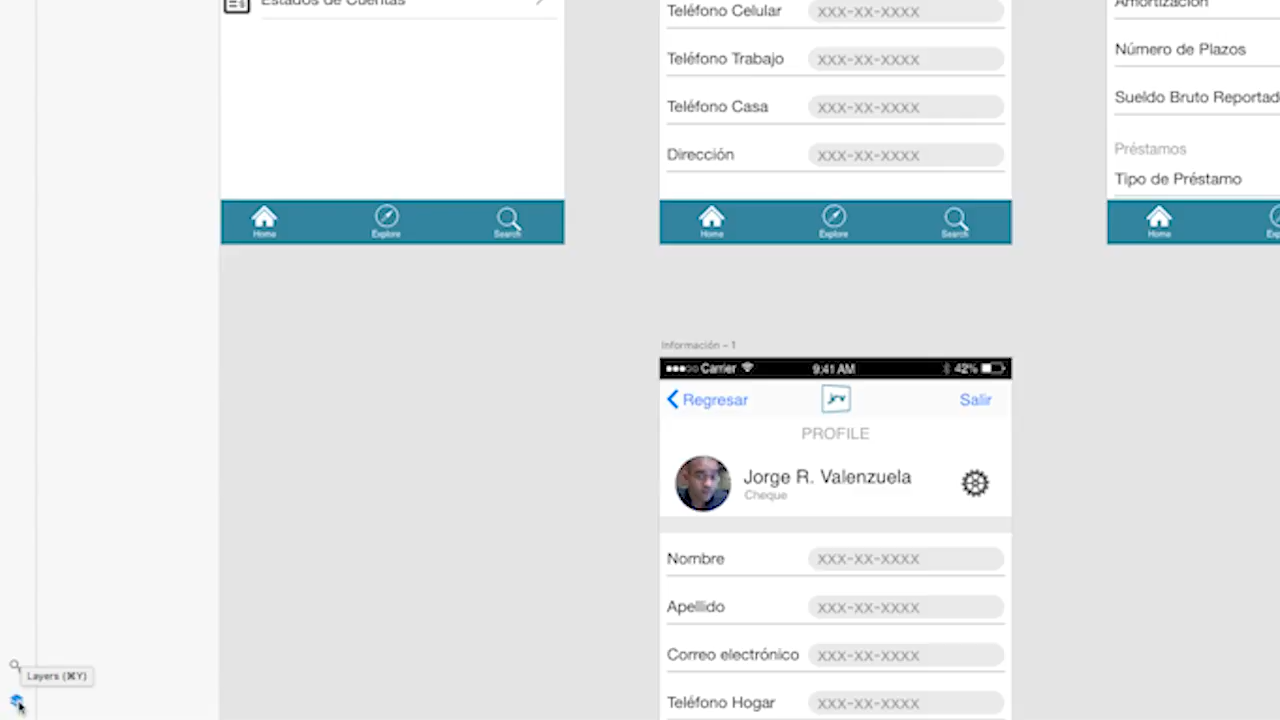 Estados de Cuentas
Teléfono Celular XXX-XX-XXXX
Teléfono Trabajo XXX-XX-XXXX
Teléfono Casa XXX-XX-XXXX
Dirección XXX-XX-XXXX
Amortización
Número de Plazos
Sueldo Bruto Reportad
Préstamos
Tipo de Préstamo
Home Explore Search
Home Explore Search
Home Exp
Información – 1
Carrier 9:41 AM 42%
Regresar Salir
PROFILE
Jorge R. Valenzuela
Cheque
Nombre XXX-XX-XXXX
Apellido XXX-XX-XXXX
Correo electrónico XXX-XX-XXXX
Teléfono Hogar XXX-XX-XXXX
Layers (⌘Y)